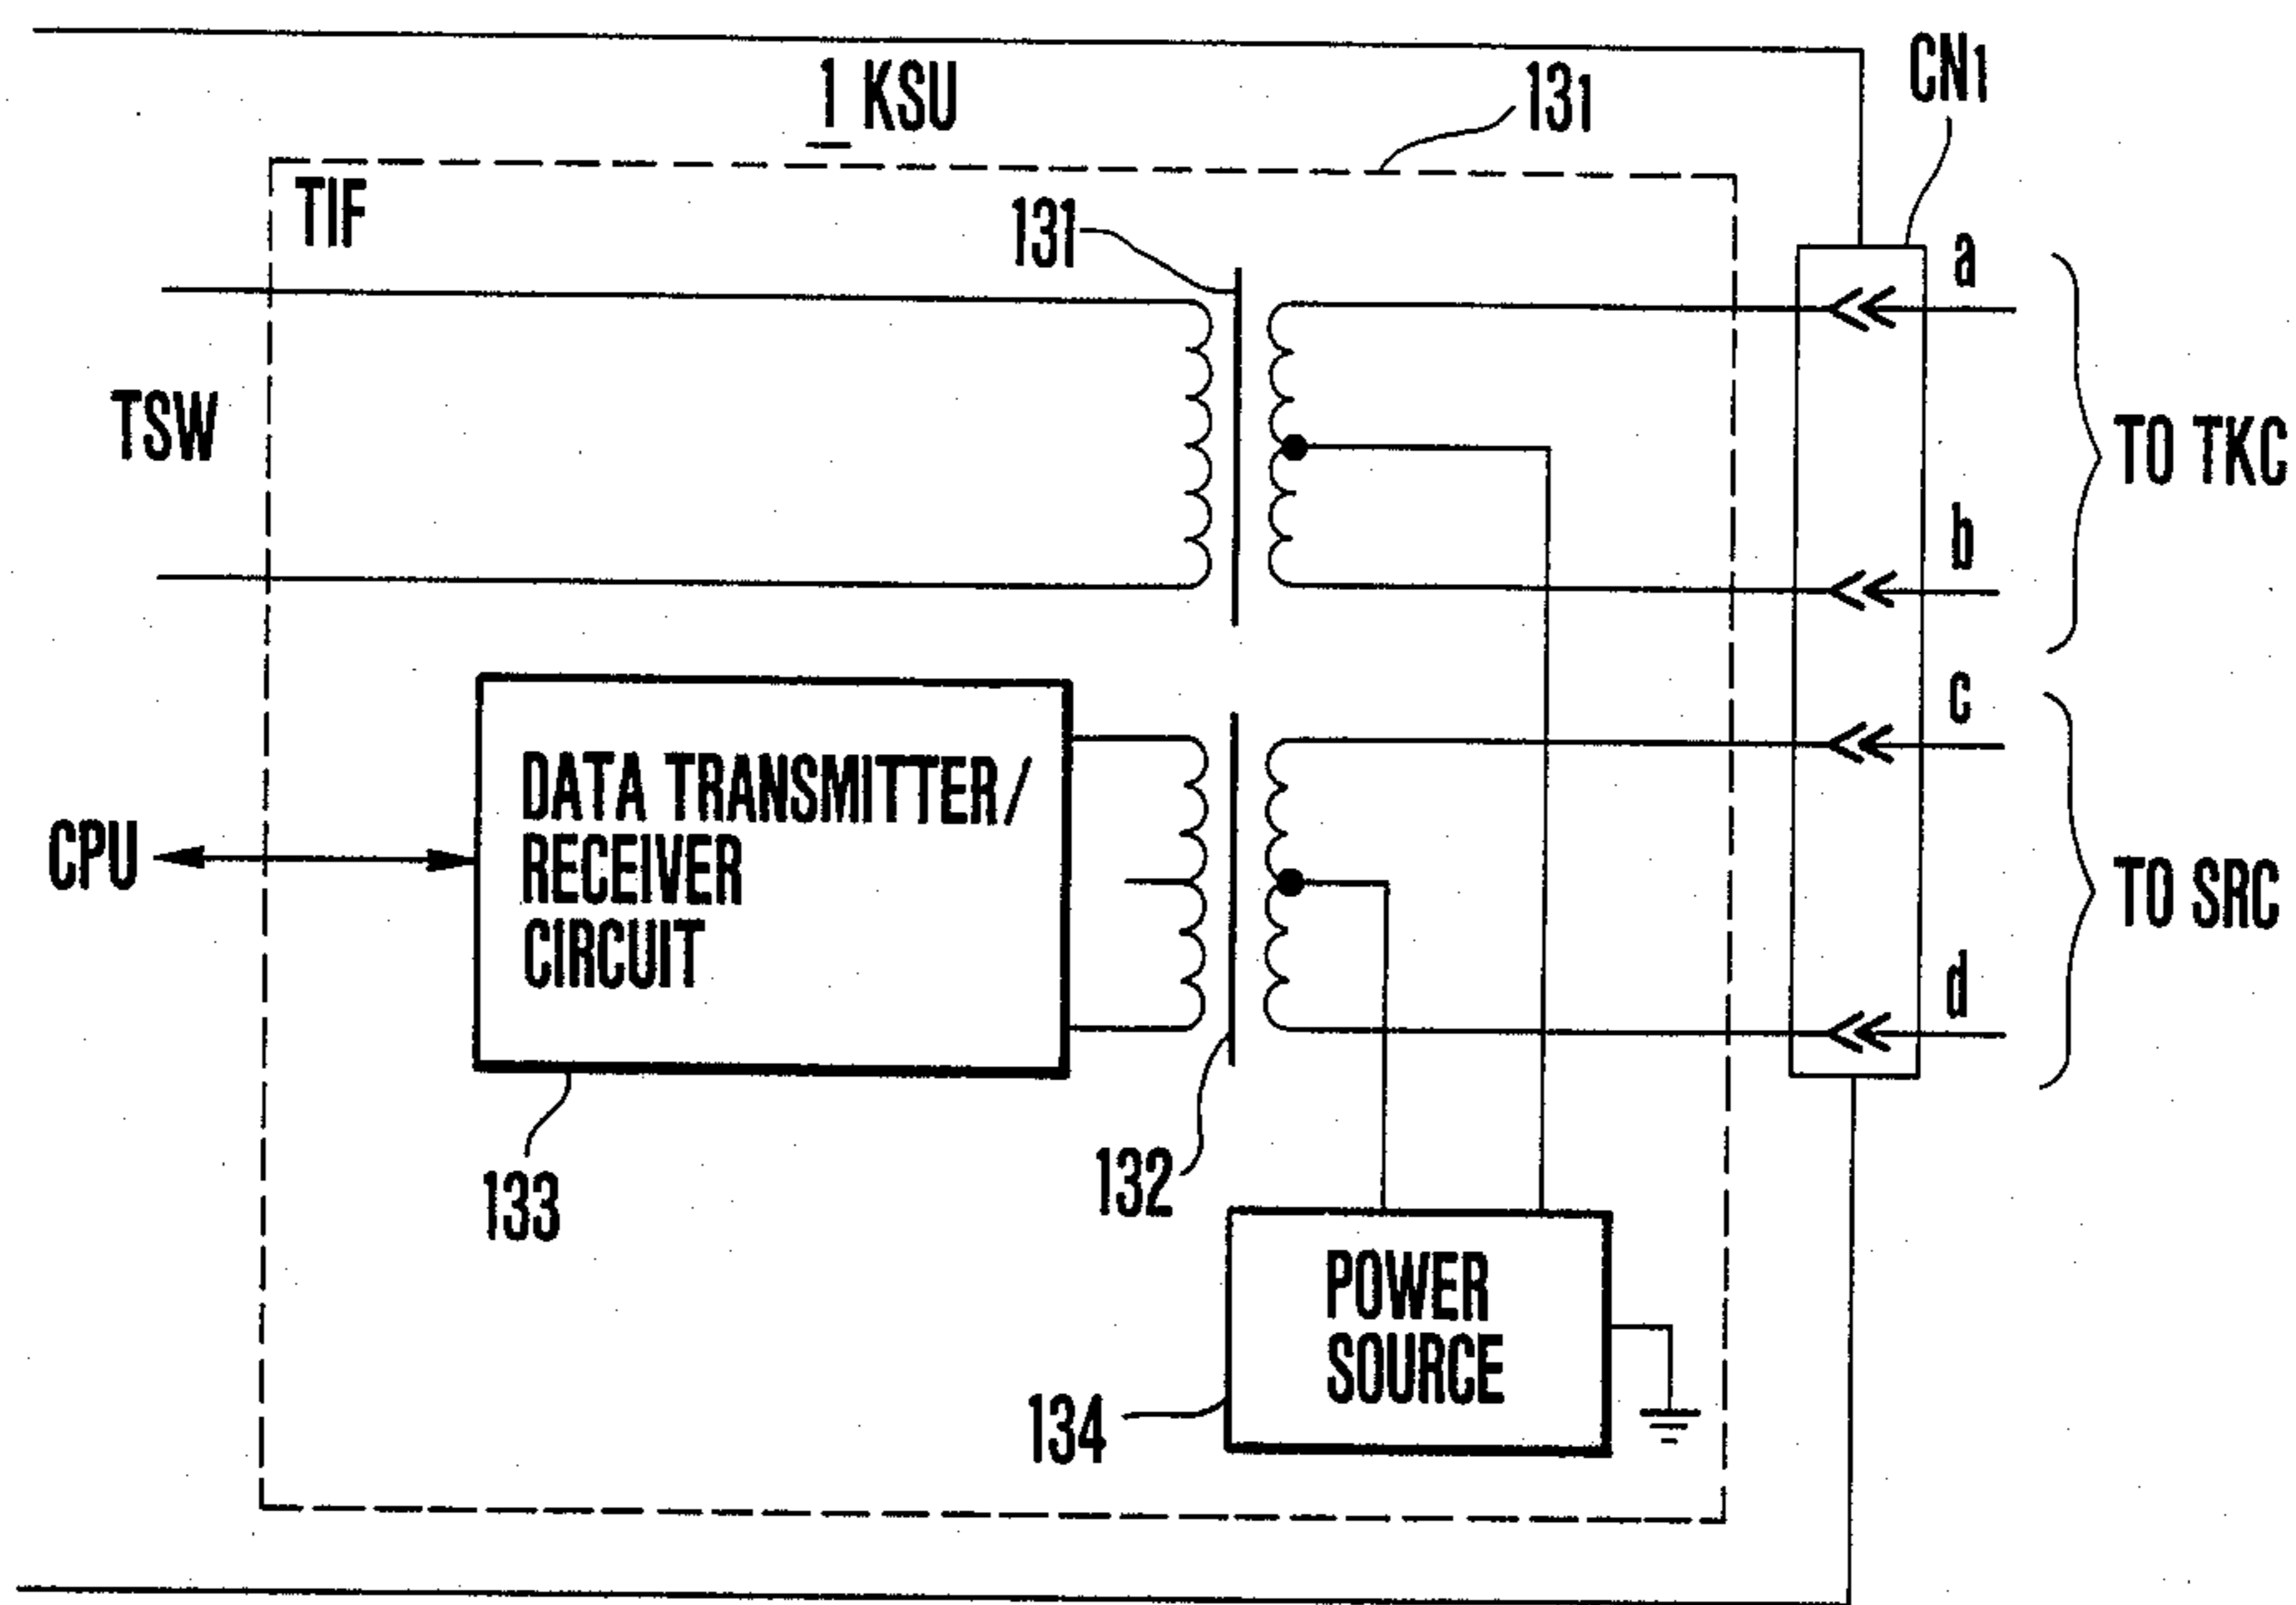 1 KSU
131
CN1
TIF
131
a
TSW
TO TKC
b
c
DATA TRANSMITTER/
RECEIVER
CIRCUIT
CPU
TO SRC
d
132
133
POWER
SOURCE
134